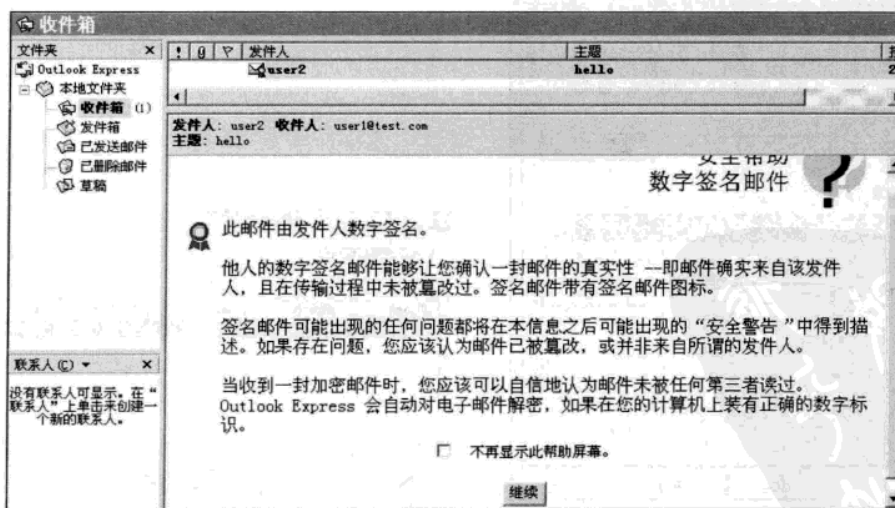 收件箱
文件夹 ×
Outlook Express
本地文件夹
收件箱 (1)
发件箱
已发送邮件
已删除邮件
草稿
联系人(C) ×
没有联系人可显示。在“
联系人”上单击来创建一
个新的联系人。
! 发件人 主题
user2 hello
发件人: user2 收件人: user1@test.com
主题: hello
安全帮助
数字签名邮件
此邮件由发件人数字签名。
他人的数字签名邮件能够让您确认一封邮件的真实性 --即邮件确实来自该发件
人，且在传输过程中未被篡改过。签名邮件带有签名邮件图标。
签名邮件可能出现的任何问题都将在本信息之后可能出现的“安全警告”中得到描
述。如果存在问题，您应该认为邮件已被篡改，或并非来自所谓的发件人。
当收到一封加密邮件时，您应该可以自信地认为邮件未被任何第三者读过。
Outlook Express 会自动对电子邮件解密，如果在您的计算机上装有正确的数字标
识。
不再显示此帮助屏幕。
继续